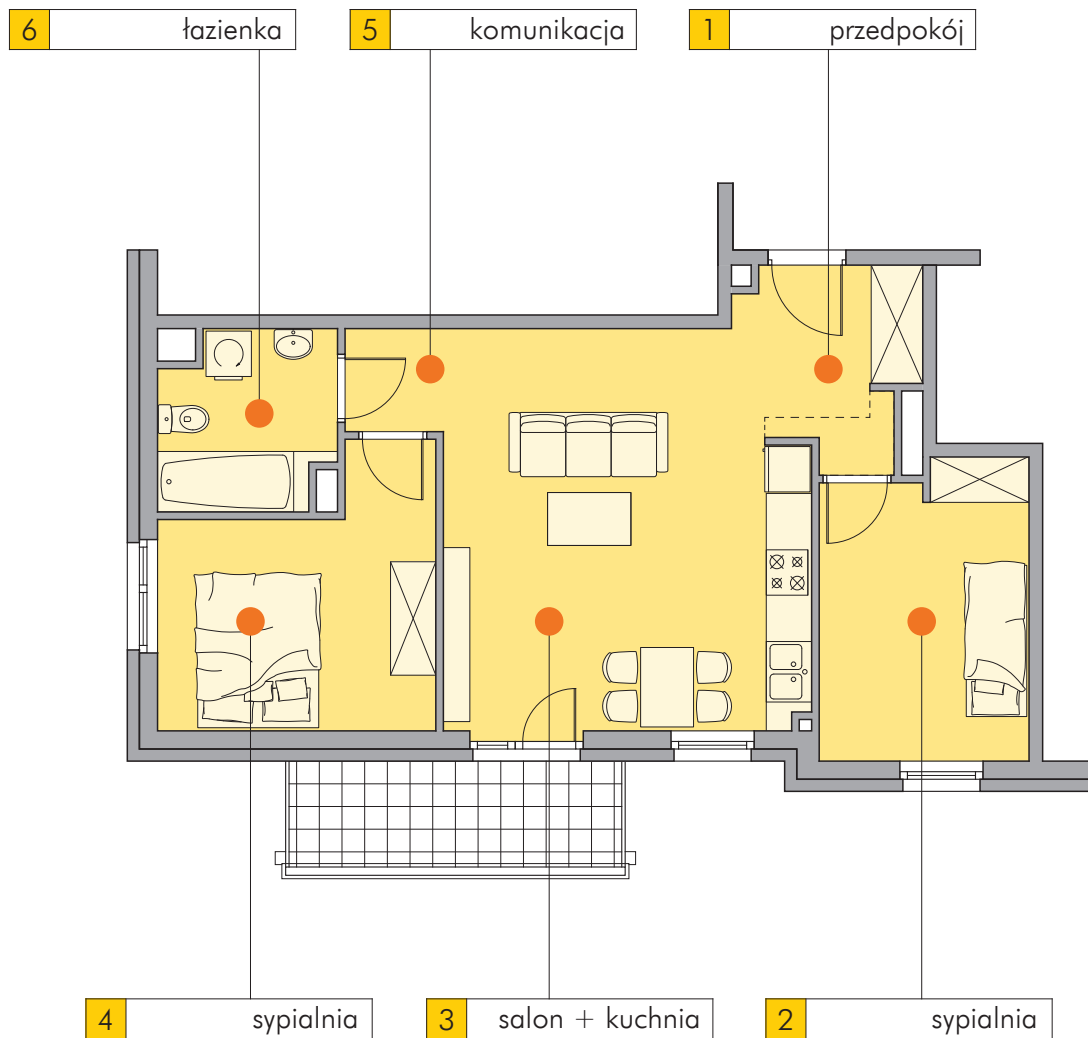 6 łazienka
5 komunikacja
1 przedpokój
4 sypialnia
3 salon + kuchnia
2 sypialnia